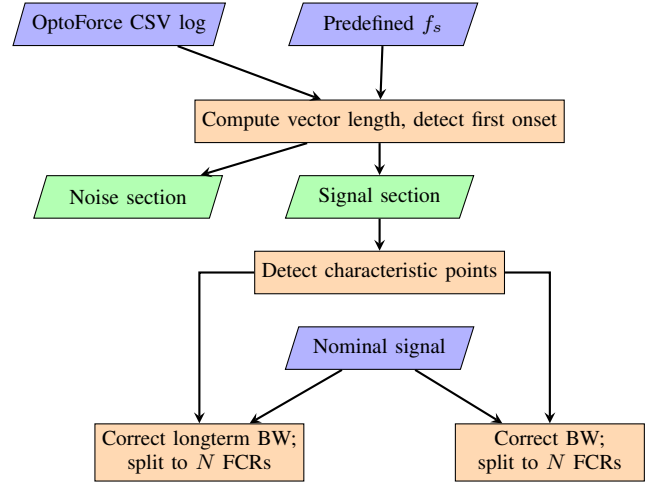 OptoForce CSV log
Predefined $f_s$
Compute vector length, detect first onset
Noise section
Signal section
Detect characteristic points
Nominal signal
Correct longterm BW;
split to $N$ FCRs
Correct BW;
split to $N$ FCRs